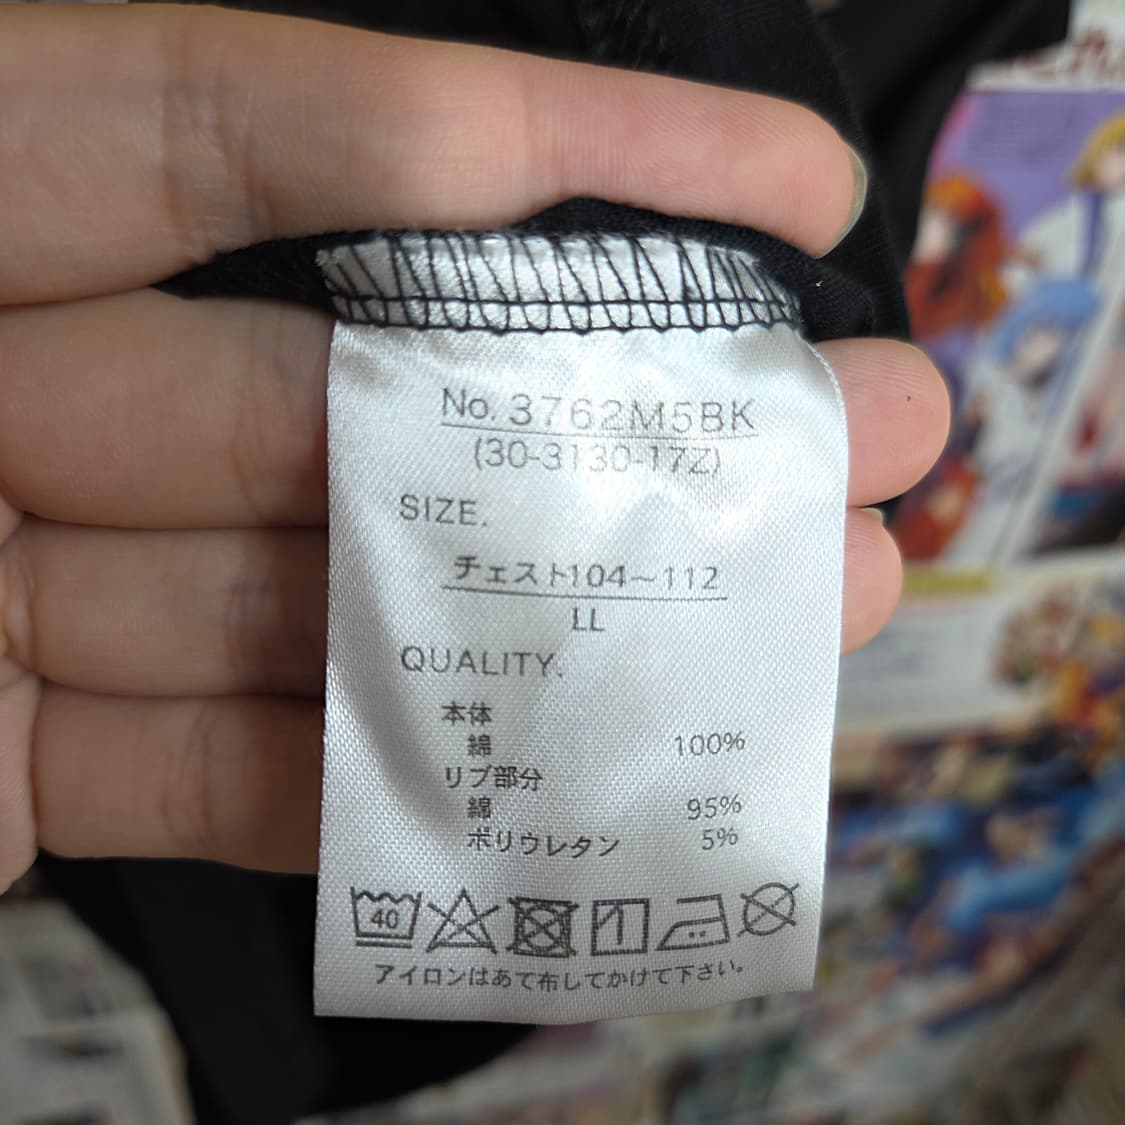 No. 3762M5BK
(30-3130-17Z)
SIZE.
チェスト104～112
LL
QUALITY.
本体
綿 100%
リブ部分
綿 95%
ポリウレタン 5%
40
アイロンはあて布してかけて下さい。